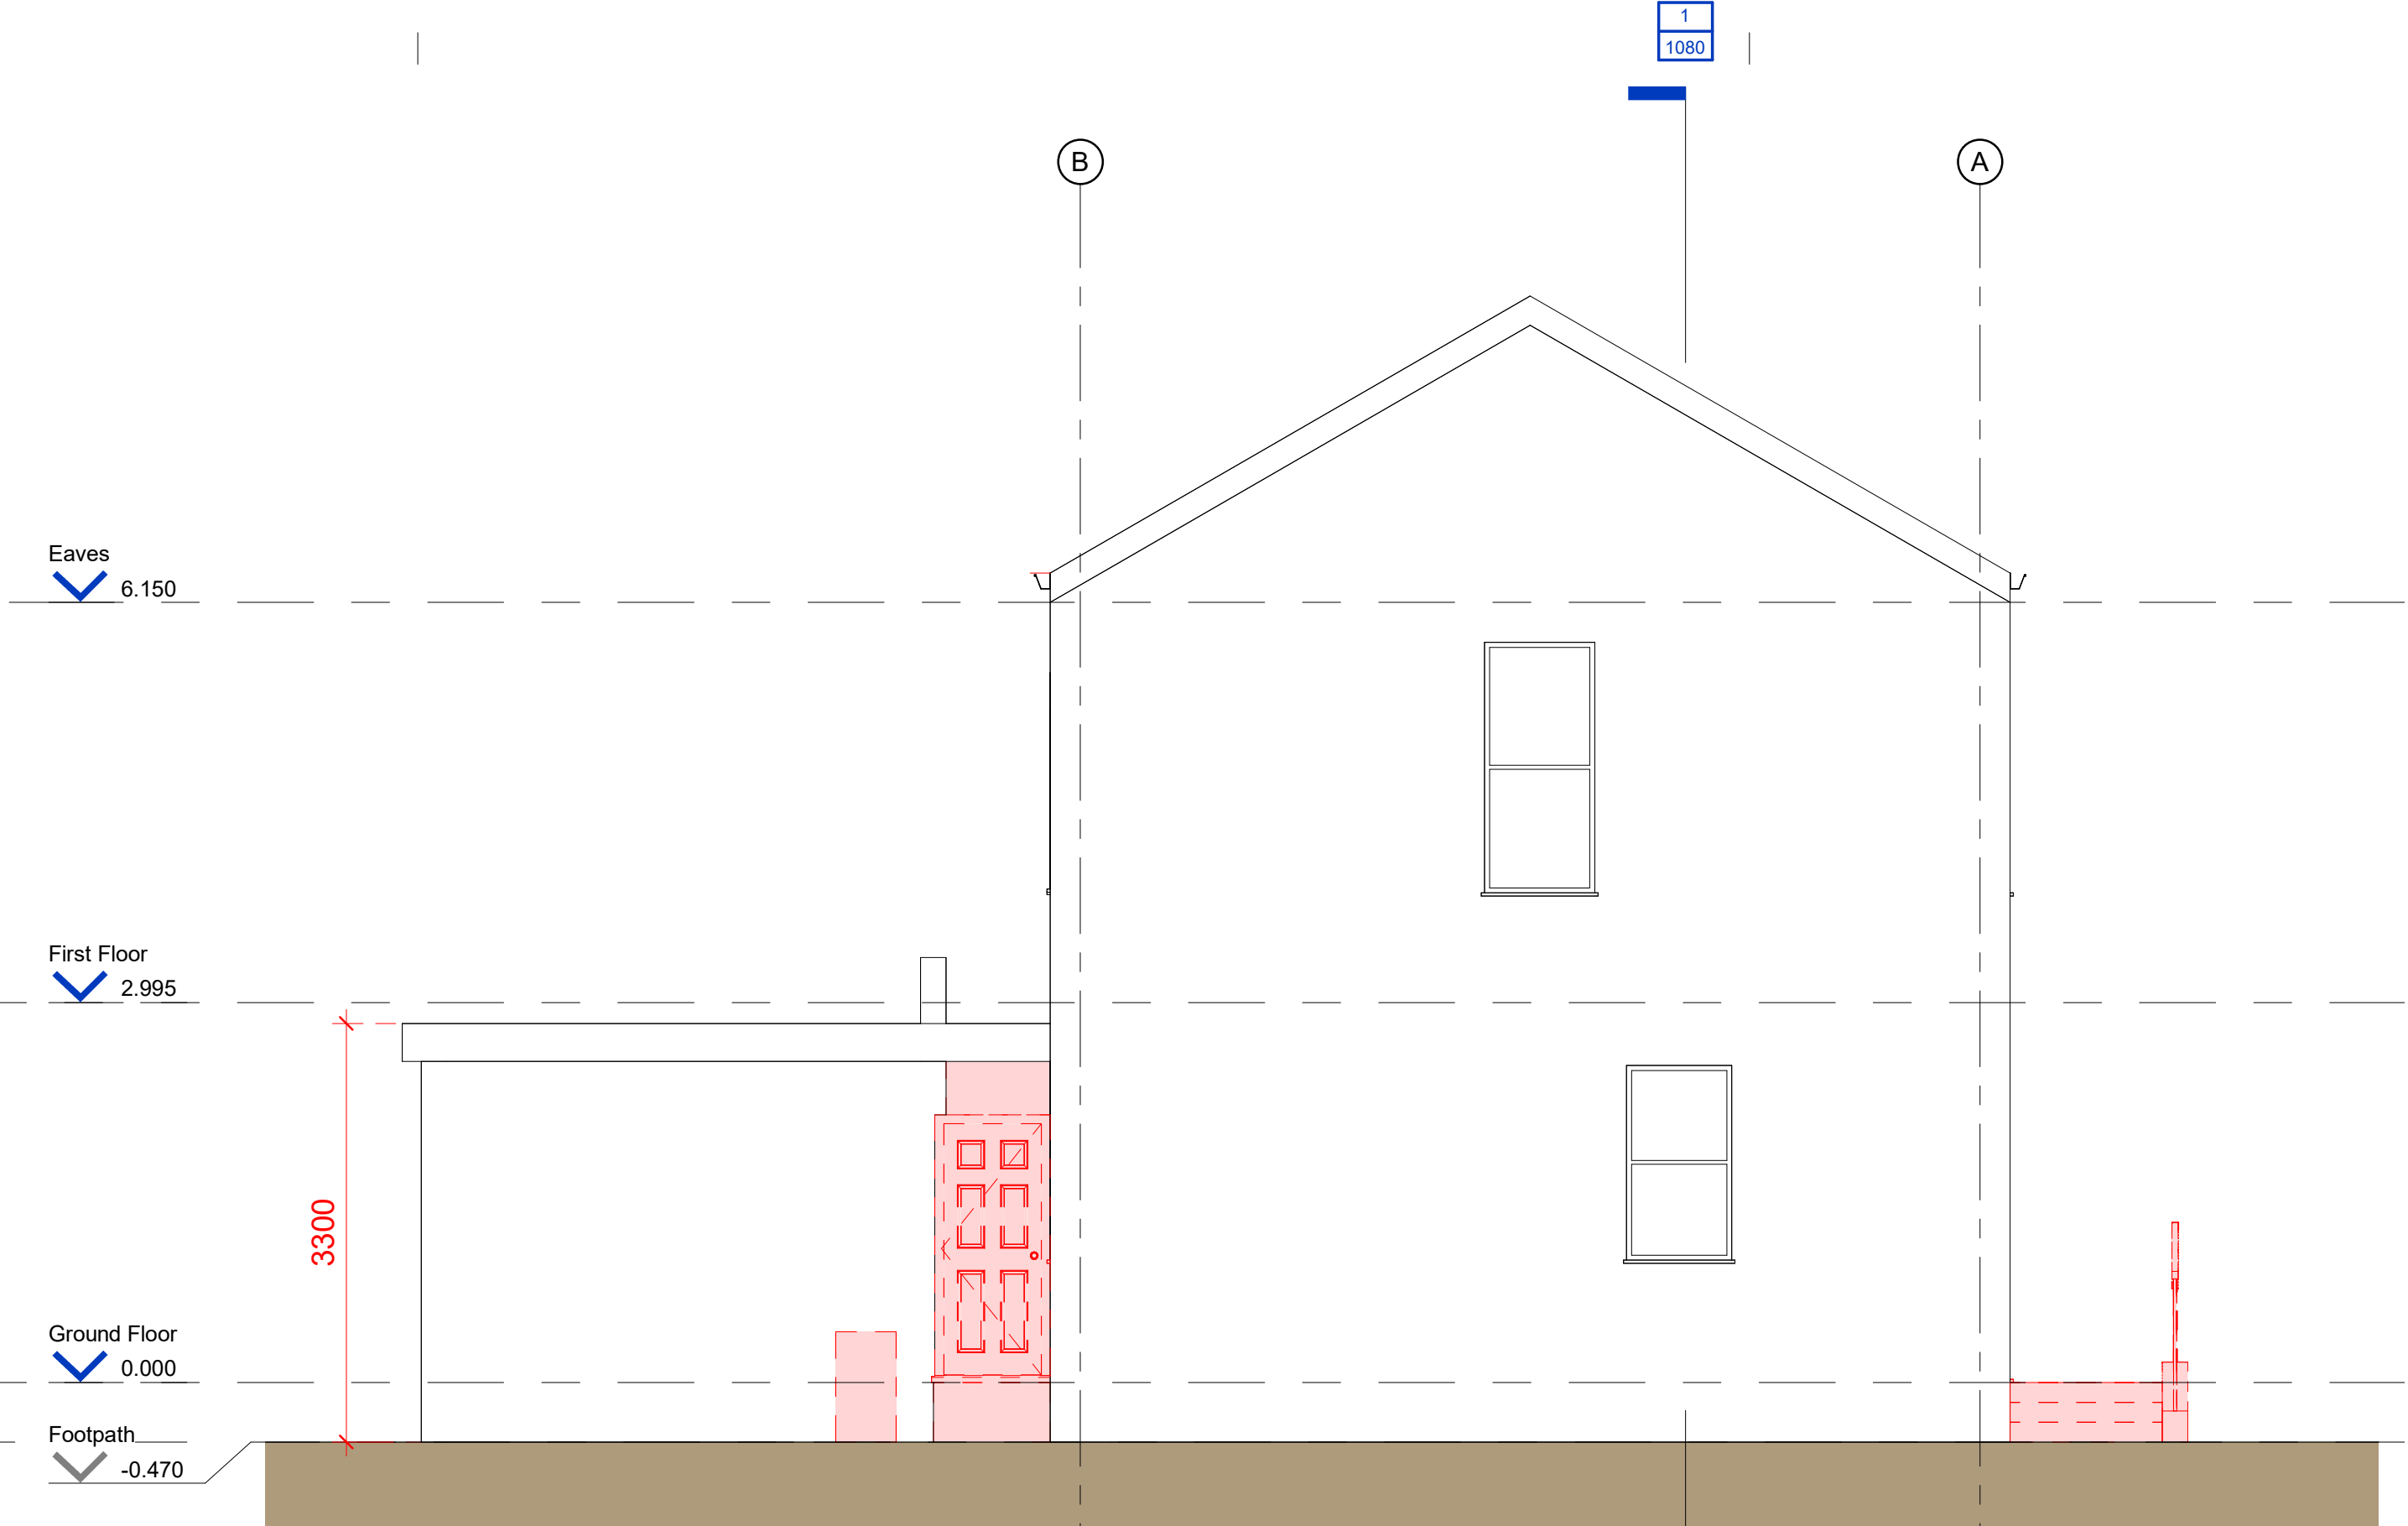 1
1080
B
A
Eaves
6.150
First Floor
2.995
3300
Ground Floor
0.000
Footpath
-0.470